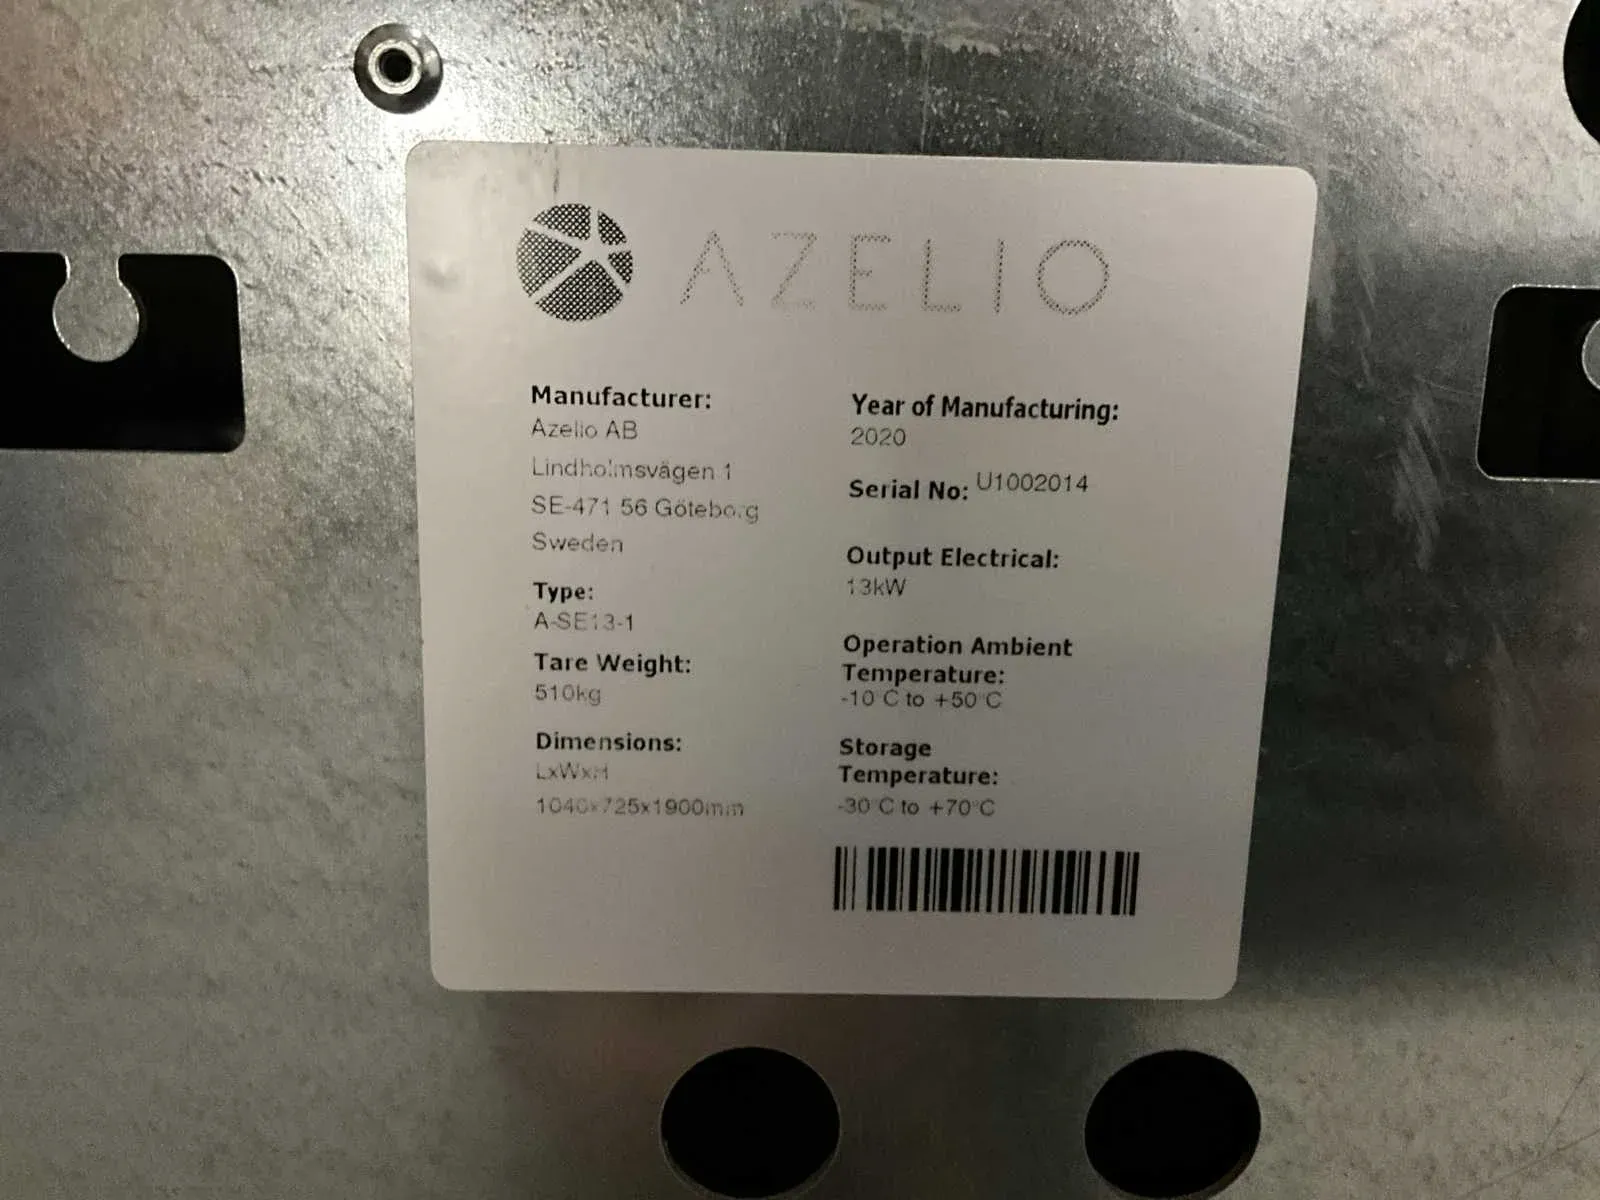 AZELIO
Manufacturer:
Azelio AB
Lindholmsvägen 1
SE-471 56 Göteborg
Sweden
Type:
A-SE13-1
Tare Weight:
510kg
Dimensions:
LxWxH
1040x725x1900mm
Year of Manufacturing:
2020
Serial No: U1002014
Output Electrical:
13kW
Operation Ambient
Temperature:
-10°C to +50°C
Storage
Temperature:
-30°C to +70°C